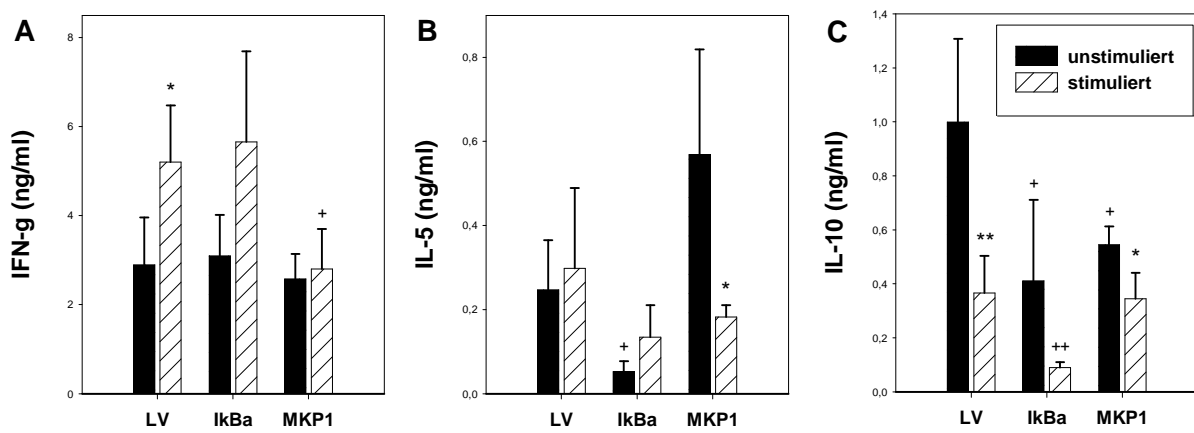 A
IFN-g (ng/ml)
8
6
4
2
0
*
+
LV IkBa MKP1
B
IL-5 (ng/ml)
0,8
0,6
0,4
0,2
0,0
+
*
LV IkBa MKP1
C
IL-10 (ng/ml)
1,4
1,2
1,0
0,8
0,6
0,4
0,2
0,0
unstimuliert
stimuliert
**
+
++
+
*
LV IkBa MKP1